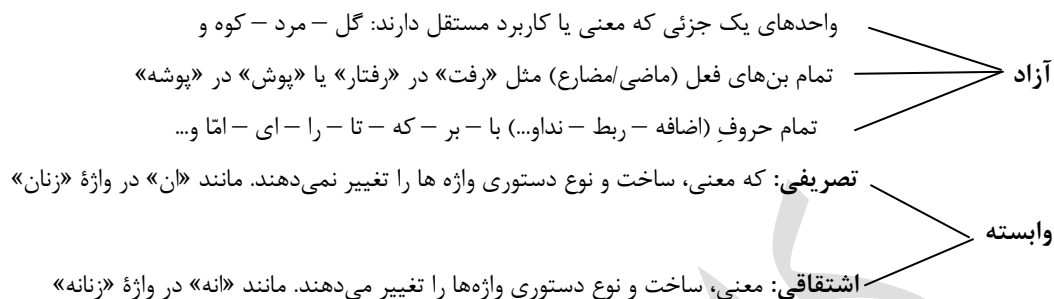 واحدهای یک جزئی که معنی یا کاربرد مستقل دارند: گل – مرد – کوه و
آزاد
تمام بن‌های فعل (ماضی/مضارع) مثل «رفت» در «رفتار» یا «پوش» در «پوشه»
تمام حروفِ (اضافه – ربط – نداو...) با – بر – که – تا – را – ای – امّا و...
تصریفی: که معنی، ساخت و نوع دستوری واژه ها را تغییر نمی‌دهند. مانند «ان» در واژۀ «زنان»
وابسته
اشتقاقی: معنی، ساخت و نوع دستوری واژه‌ها را تغییر می‌دهند. مانند «انه» در واژۀ «زنانه»